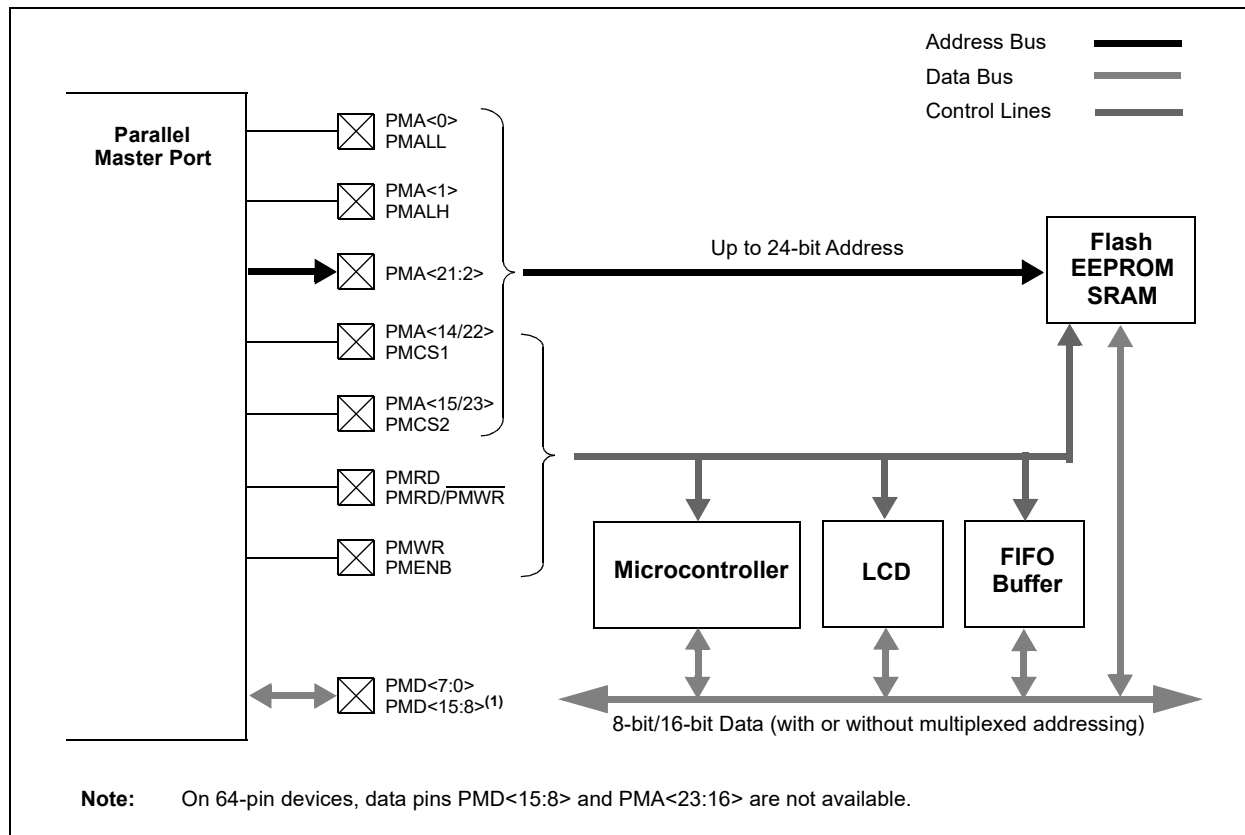 Address Bus
Data Bus
Control Lines
Parallel
Master Port
PMA<0>
PMALL
PMA<1>
PMALH
PMA<21:2>
PMA<14/22>
PMCS1
PMA<15/23>
PMCS2
PMRD
PMRD/PMWR
PMWR
PMENB
PMD<7:0>
PMD<15:8>(1)
Up to 24-bit Address
Flash
EEPROM
SRAM
Microcontroller
LCD
FIFO
Buffer
8-bit/16-bit Data (with or without multiplexed addressing)
Note: On 64-pin devices, data pins PMD<15:8> and PMA<23:16> are not available.